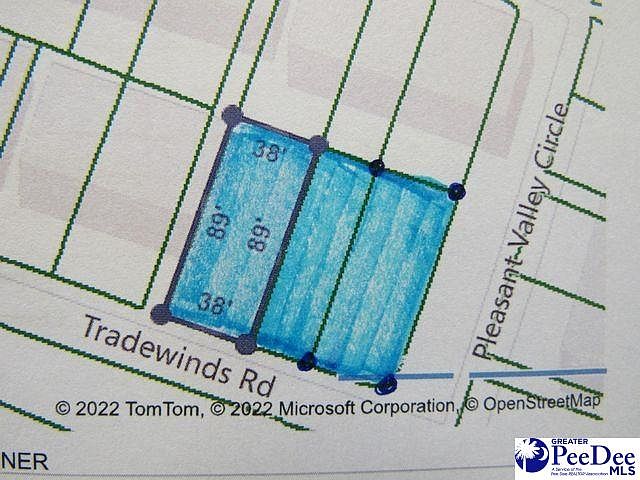 38'
89'
89'
38'
Pleasant Valley Circle
Tradewinds Rd
© 2022 TomTom, © 2022 Microsoft Corporation, © OpenStreetMap
NER
GREATER
PeeDee
MLS